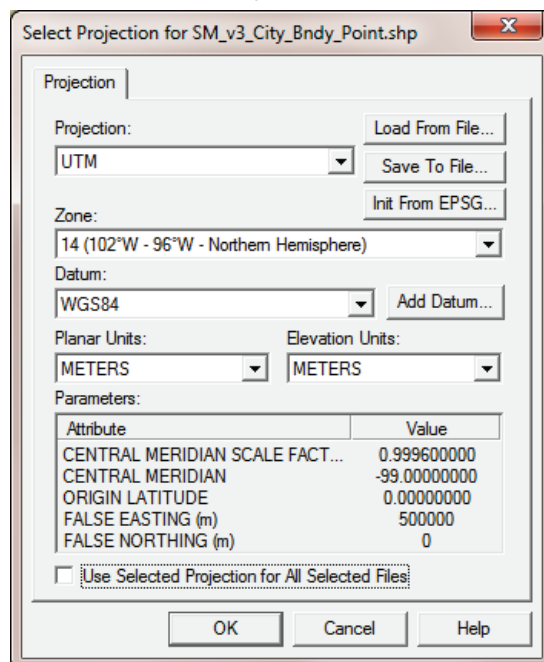 Select Projection for SM_v3_City_Bndy_Point.shp
X
Projection
Projection:
Load From File...
UTM
Save To File...
Init From EPSG...
Zone:
14 (102°W - 96°W - Northern Hemisphere)
Datum:
WGS84
Add Datum...
Planar Units:
Elevation Units:
METERS
METERS
Parameters:
Attribute Value
CENTRAL MERIDIAN SCALE FACT... 0.999600000
CENTRAL MERIDIAN -99.00000000
ORIGIN LATITUDE 0.00000000
FALSE EASTING (m) 500000
FALSE NORTHING (m) 0
Use Selected Projection for All Selected Files
OK Cancel Help